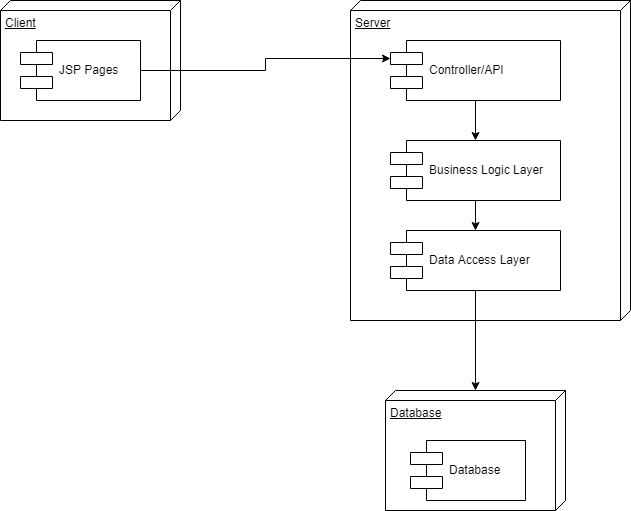 Client
JSP Pages
Server
Controller/API
Business Logic Layer
Data Access Layer
Database
Database